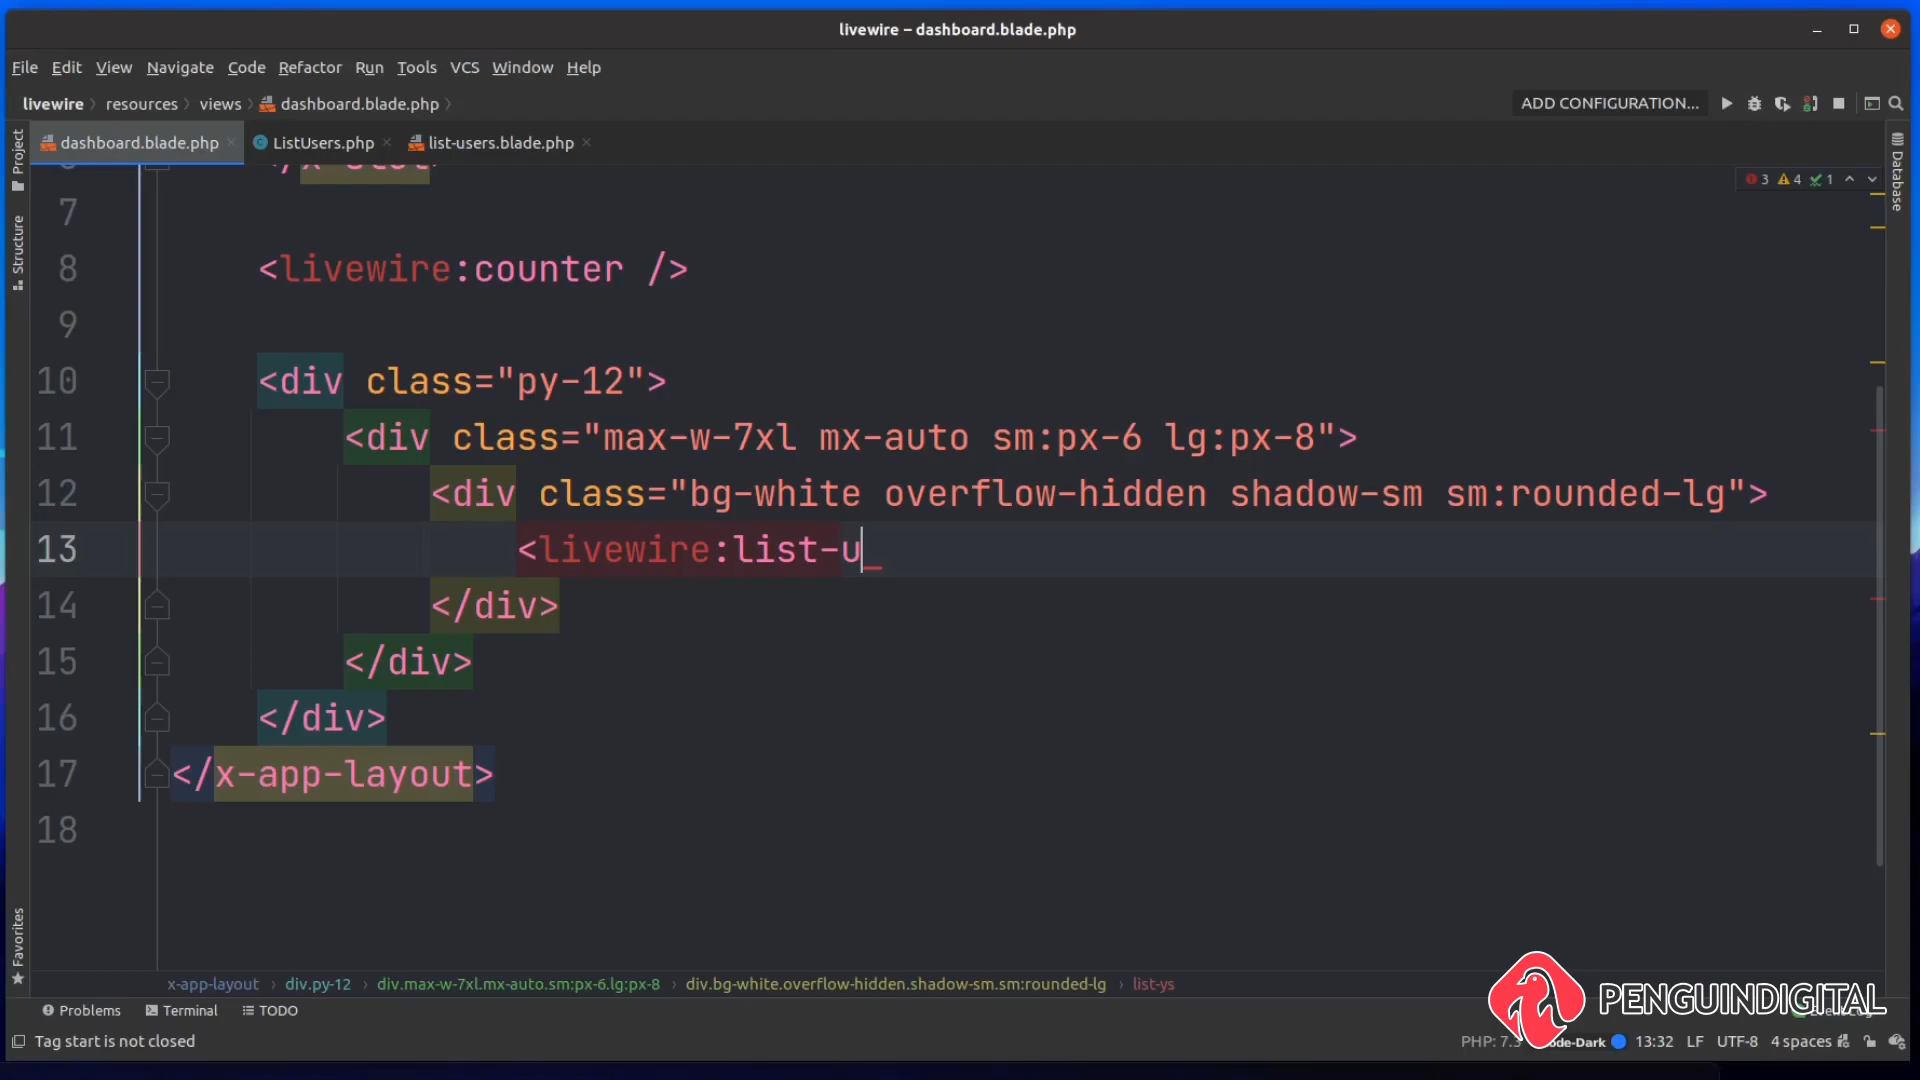 livewire – dashboard.blade.php
File Edit View Navigate Code Refactor Run Tools VCS Window Help
livewire resources views dashboard.blade.php
ADD CONFIGURATION...
dashboard.blade.php ListUsers.php list-users.blade.php
Project
Structure
Favorites
Database
3 4 1
7
8 <livewire:counter />
9
10 <div class="py-12">
11 <div class="max-w-7xl mx-auto sm:px-6 lg:px-8">
12 <div class="bg-white overflow-hidden shadow-sm sm:rounded-lg">
13 <livewire:list-u
14 </div>
15 </div>
16 </div>
17 </x-app-layout>
18
x-app-layout div.py-12 div.max-w-7xl.mx-auto.sm:px-6.lg:px-8 div.bg-white.overflow-hidden.shadow-sm.sm:rounded-lg list-ys
Problems Terminal TODO
PENGUINDIGITAL
Tag start is not closed
PHP: 7.3 ode-Dark 13:32 LF UTF-8 4 spaces